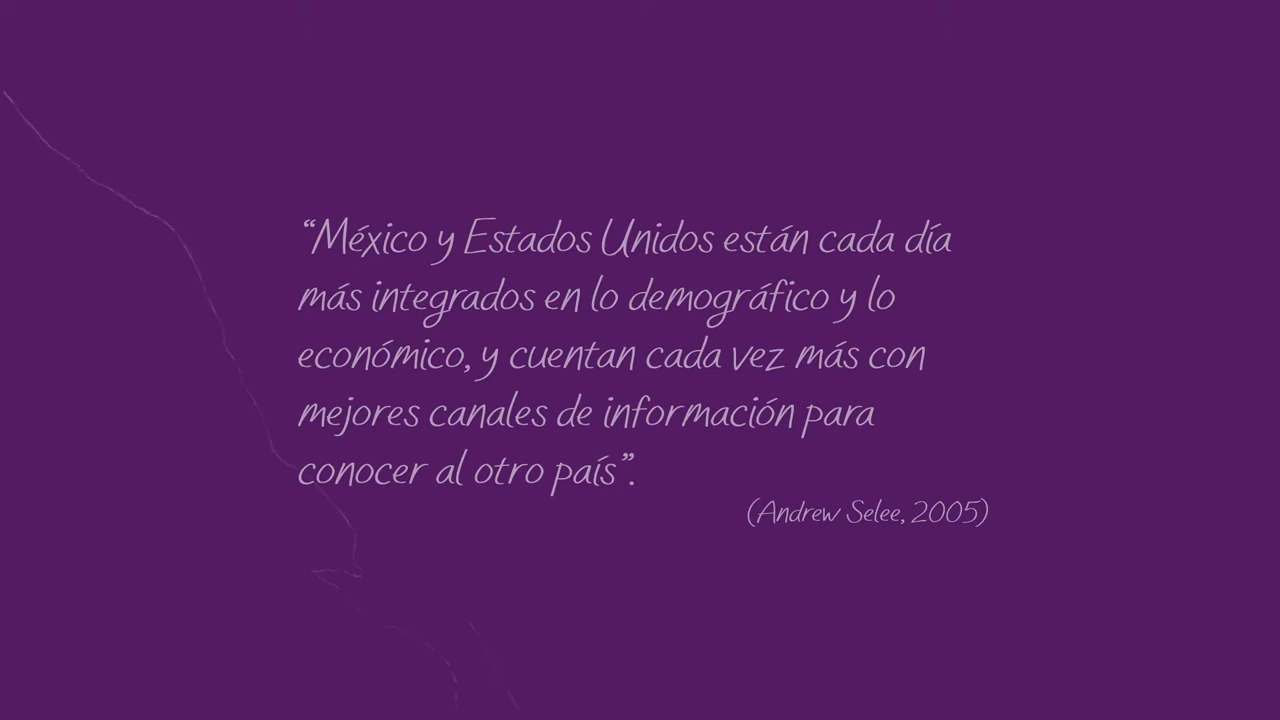 “México y Estados Unidos están cada día
más integrados en lo demográfico y lo
económico, y cuentan cada vez más con
mejores canales de información para
conocer al otro país”.
(Andrew Selee, 2005)